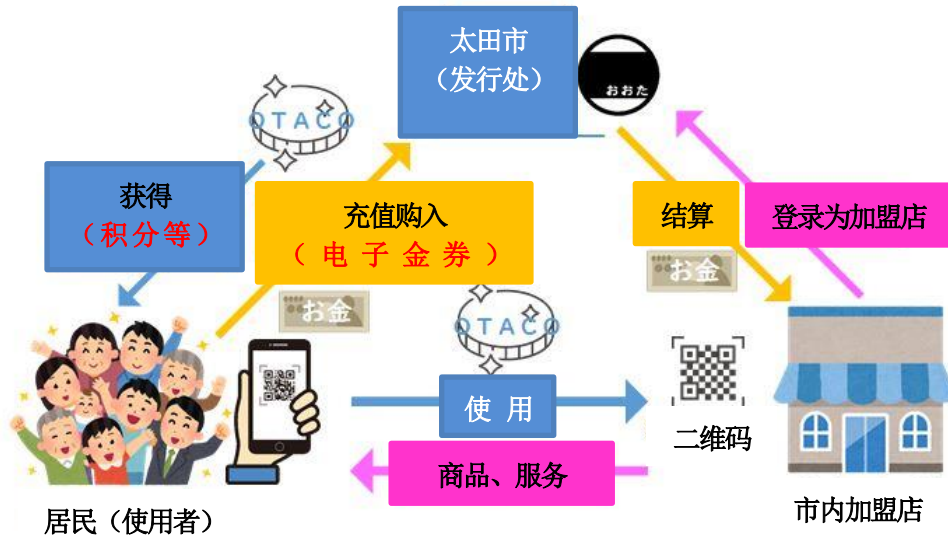 太田市
（发行处）
おおた
OTACO
获得
（积分等）
充值购入
（电子金券）
结算
登录为加盟店
お金
お金
OTACO
使 用
二维码
商品、服务
市内加盟店
居民（使用者）